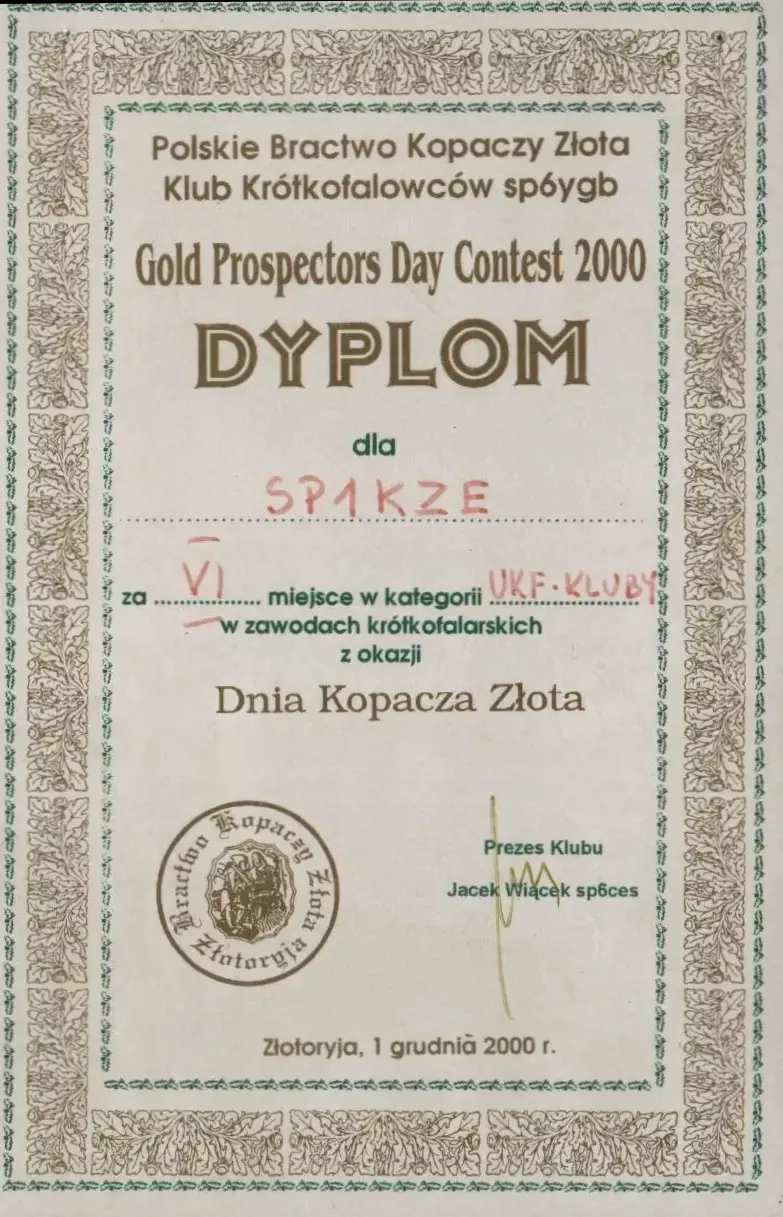 Polskie Bractwo Kopaczy Złota
Klub Krótkofalowców sp6ygb
Gold Prospectors Day Contest 2000
DYPLOM
dla
SP1KZE
za VI miejsce w kategorii UKF·KLUBY
w zawodach krótkofalarskich
z okazji
Dnia Kopacza Złota
Bractwo Kopaczy Złota
Złotoryja
Prezes Klubu
Jacek Wiącek sp6ces
Złotoryja, 1 grudnia 2000 r.